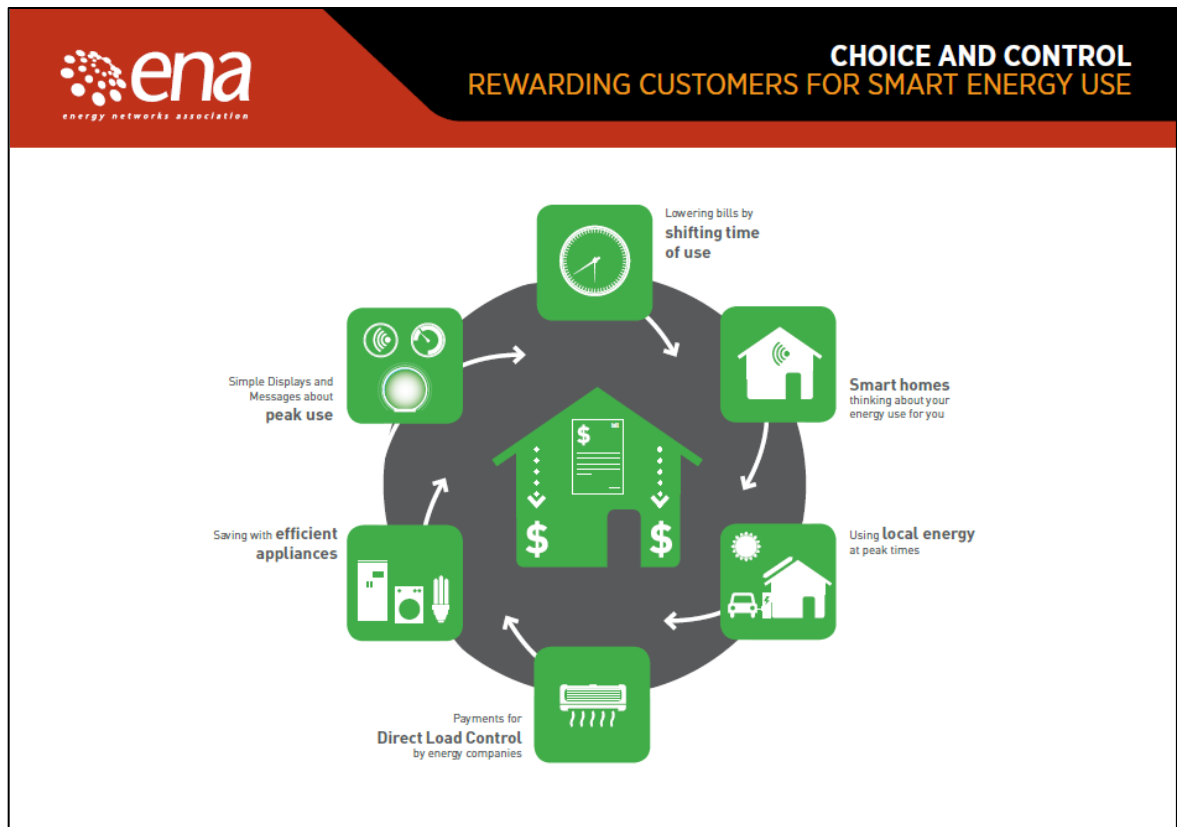 ena
energy networks association
CHOICE AND CONTROL
REWARDING CUSTOMERS FOR SMART ENERGY USE
Lowering bills by
shifting time
of use
Smart homes
thinking about your
energy use for you
Using local energy
at peak times
Payments for
Direct Load Control
by energy companies
Saving with efficient
appliances
Simple Displays and
Messages about
peak use
$
$ $